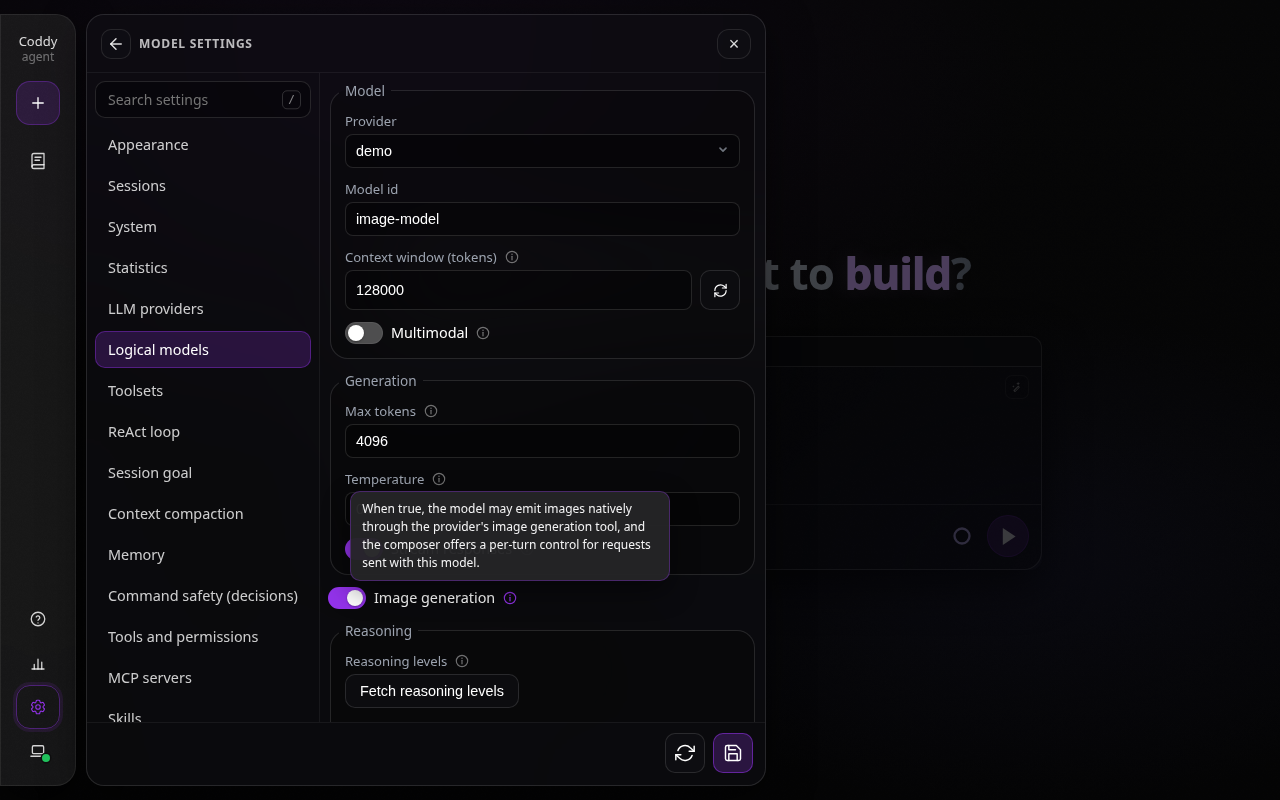 Coddy
agent
MODEL SETTINGS
Search settings
/
Appearance
Sessions
System
Statistics
LLM providers
Logical models
Toolsets
ReAct loop
Session goal
Context compaction
Memory
Command safety (decisions)
Tools and permissions
MCP servers
Skills
Model
Provider
demo
Model id
image-model
Context window (tokens)
128000
Multimodal
Generation
Max tokens
4096
Temperature
When true, the model may emit images natively
through the provider's image generation tool, and
the composer offers a per-turn control for requests
sent with this model.
Image generation
Reasoning
Reasoning levels
Fetch reasoning levels
t to build?